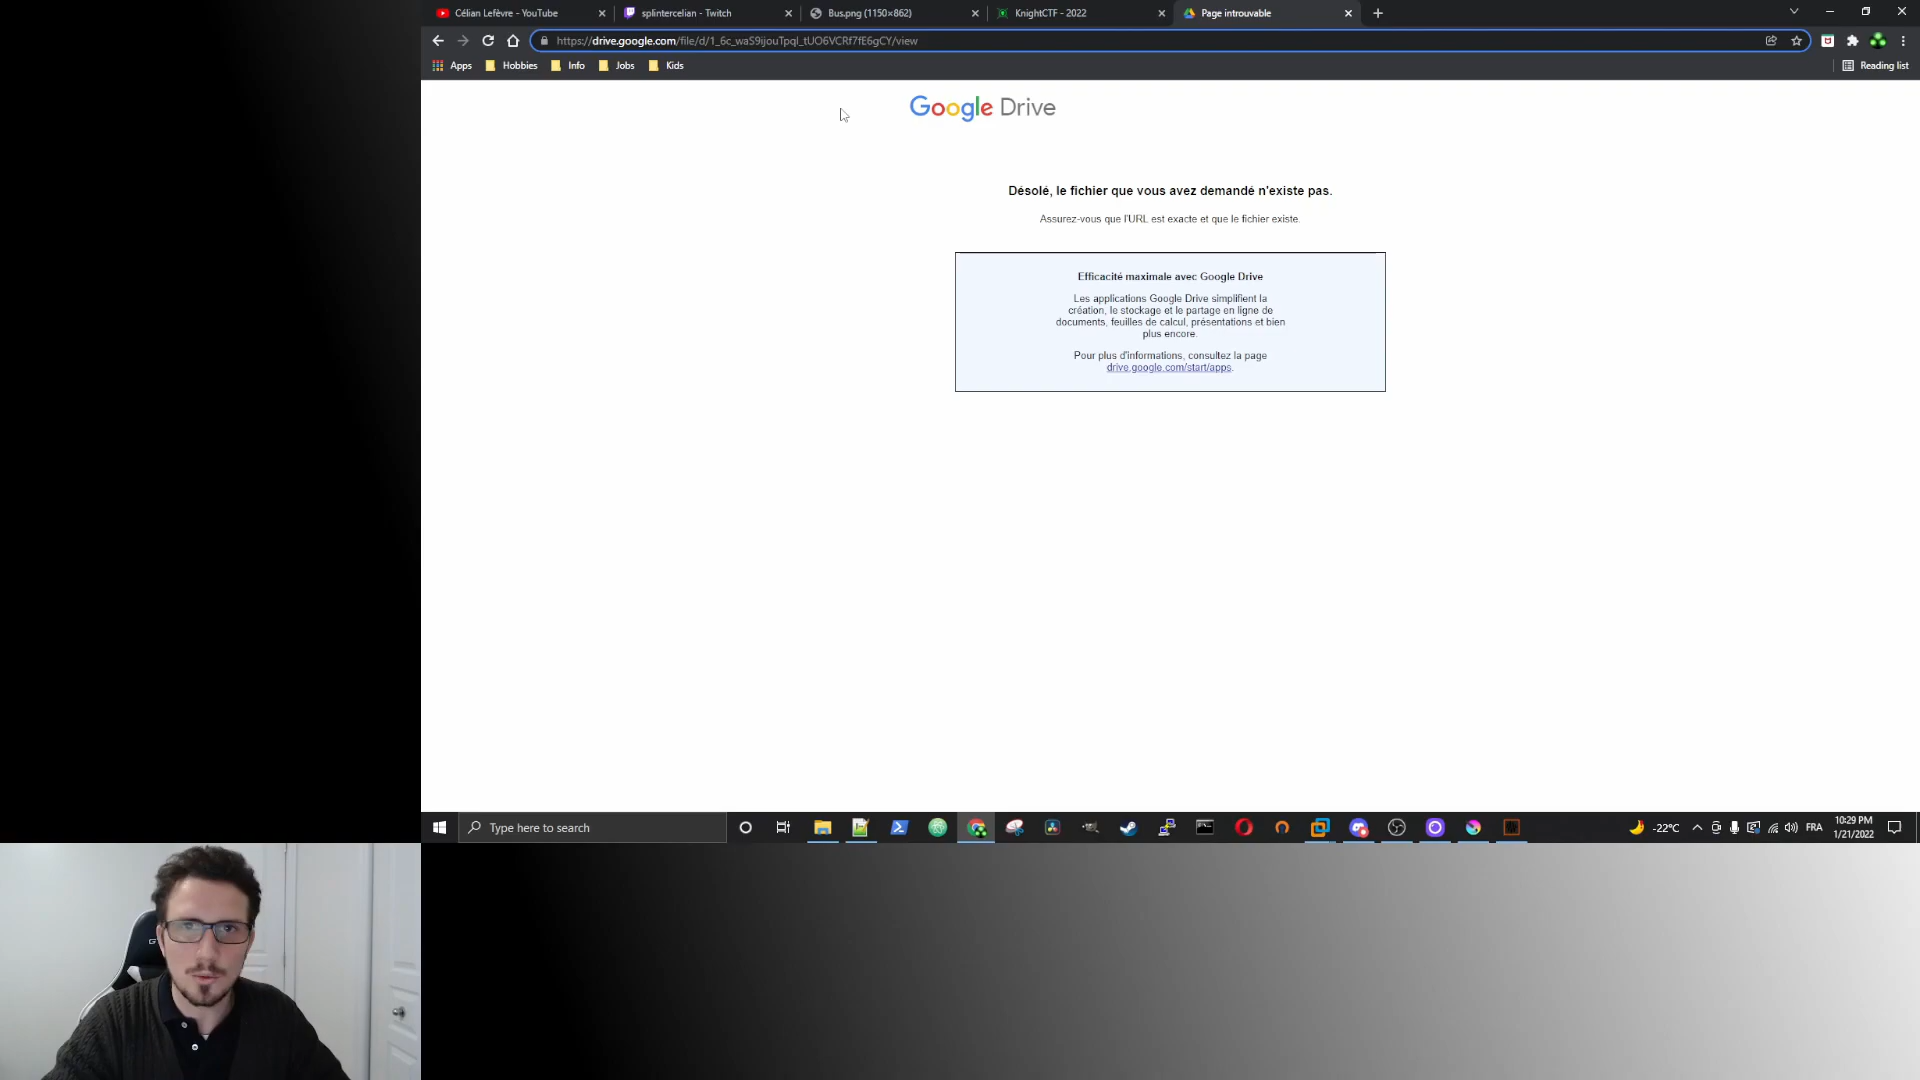 Célian Lefèvre - YouTube
splintercelian - Twitch
Bus.png (1150×862)
KnightCTF - 2022
Page introuvable
https://drive.google.com/file/d/1_6c_waS9ijouTpqI_tUO6VCRf7fE6gCY/view
Apps
Hobbies
Info
Jobs
Kids
Reading list
Google Drive
Désolé, le fichier que vous avez demandé n'existe pas.
Assurez-vous que l'URL est exacte et que le fichier existe.
Efficacité maximale avec Google Drive
Les applications Google Drive simplifient la
création, le stockage et le partage en ligne de
documents, feuilles de calcul, présentations et bien
plus encore.
Pour plus d'informations, consultez la page
drive.google.com/start/apps.
Type here to search
-22°C
FRA
10:29 PM
1/21/2022